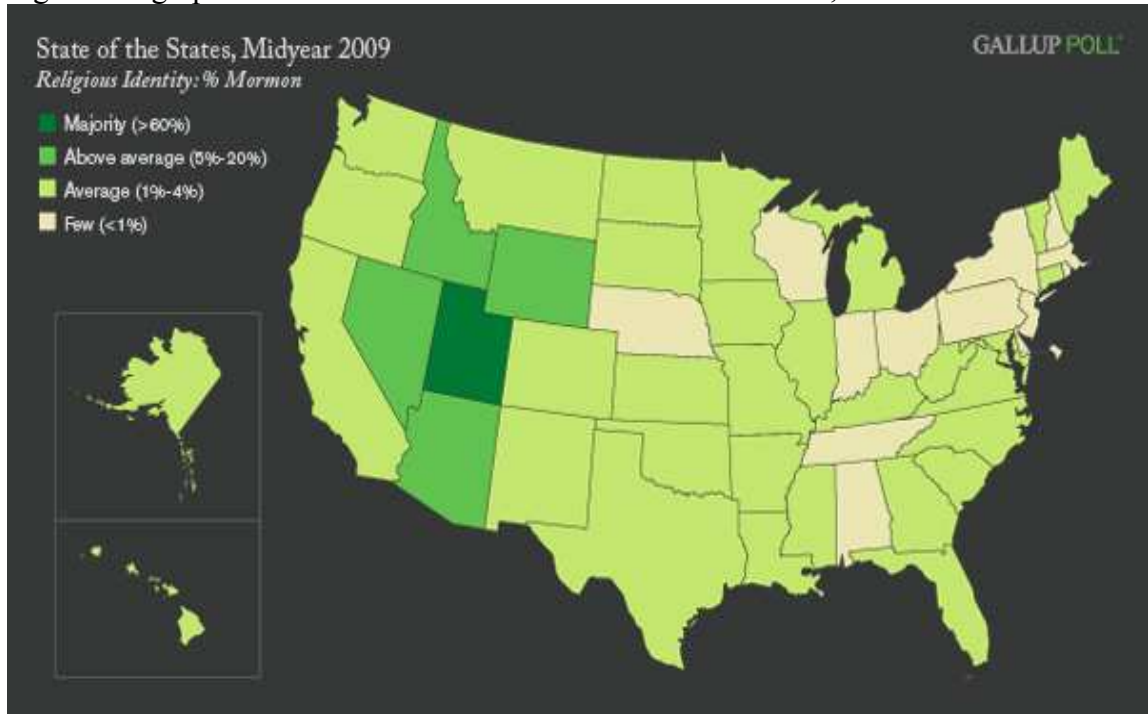 State of the States, Midyear 2009
GALLUP POLL
Religious Identity: % Mormon
Majority (>60%)
Above average (5%-20%)
Average (1%-4%)
Few (<1%)